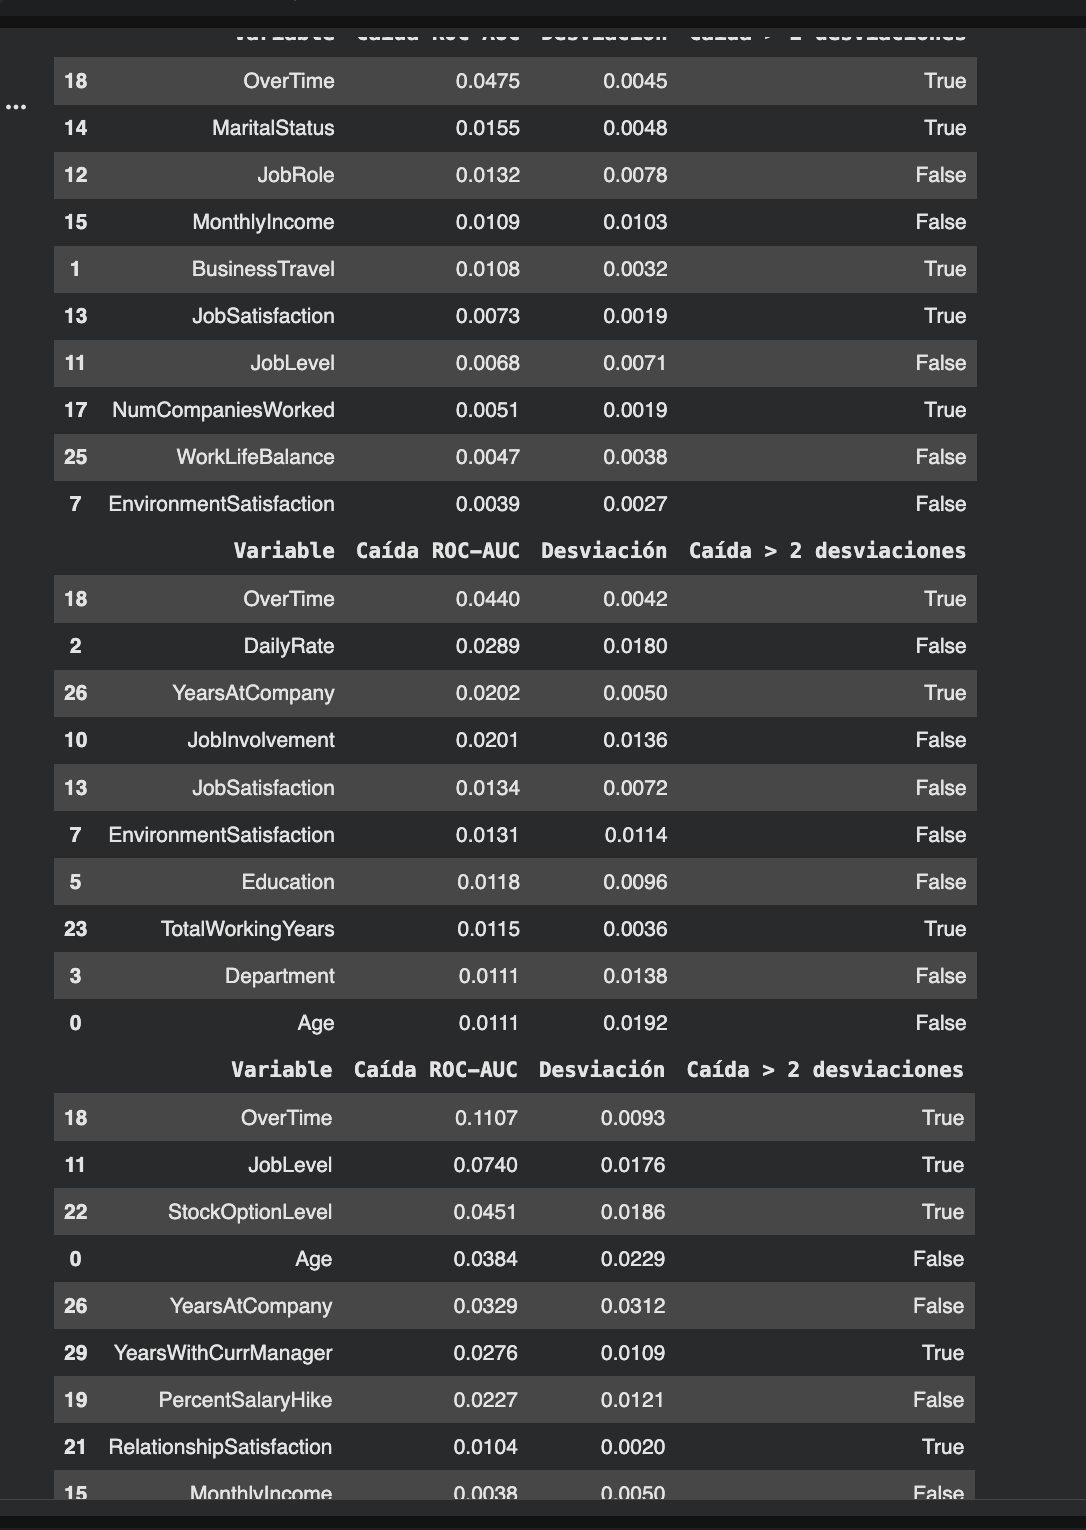 Variable Caída ROC-AUC Desviación Caída > 2 desviaciones
18 OverTime 0.0475 0.0045 True
14 MaritalStatus 0.0155 0.0048 True
12 JobRole 0.0132 0.0078 False
15 MonthlyIncome 0.0109 0.0103 False
1 BusinessTravel 0.0108 0.0032 True
13 JobSatisfaction 0.0073 0.0019 True
11 JobLevel 0.0068 0.0071 False
17 NumCompaniesWorked 0.0051 0.0019 True
25 WorkLifeBalance 0.0047 0.0038 False
7 EnvironmentSatisfaction 0.0039 0.0027 False
Variable Caída ROC-AUC Desviación Caída > 2 desviaciones
18 OverTime 0.0440 0.0042 True
2 DailyRate 0.0289 0.0180 False
26 YearsAtCompany 0.0202 0.0050 True
10 JobInvolvement 0.0201 0.0136 False
13 JobSatisfaction 0.0134 0.0072 False
7 EnvironmentSatisfaction 0.0131 0.0114 False
5 Education 0.0118 0.0096 False
23 TotalWorkingYears 0.0115 0.0036 True
3 Department 0.0111 0.0138 False
0 Age 0.0111 0.0192 False
Variable Caída ROC-AUC Desviación Caída > 2 desviaciones
18 OverTime 0.1107 0.0093 True
11 JobLevel 0.0740 0.0176 True
22 StockOptionLevel 0.0451 0.0186 True
0 Age 0.0384 0.0229 False
26 YearsAtCompany 0.0329 0.0312 False
29 YearsWithCurrManager 0.0276 0.0109 True
19 PercentSalaryHike 0.0227 0.0121 False
21 RelationshipSatisfaction 0.0104 0.0020 True
15 MonthlyIncome 0.0038 0.0050 False